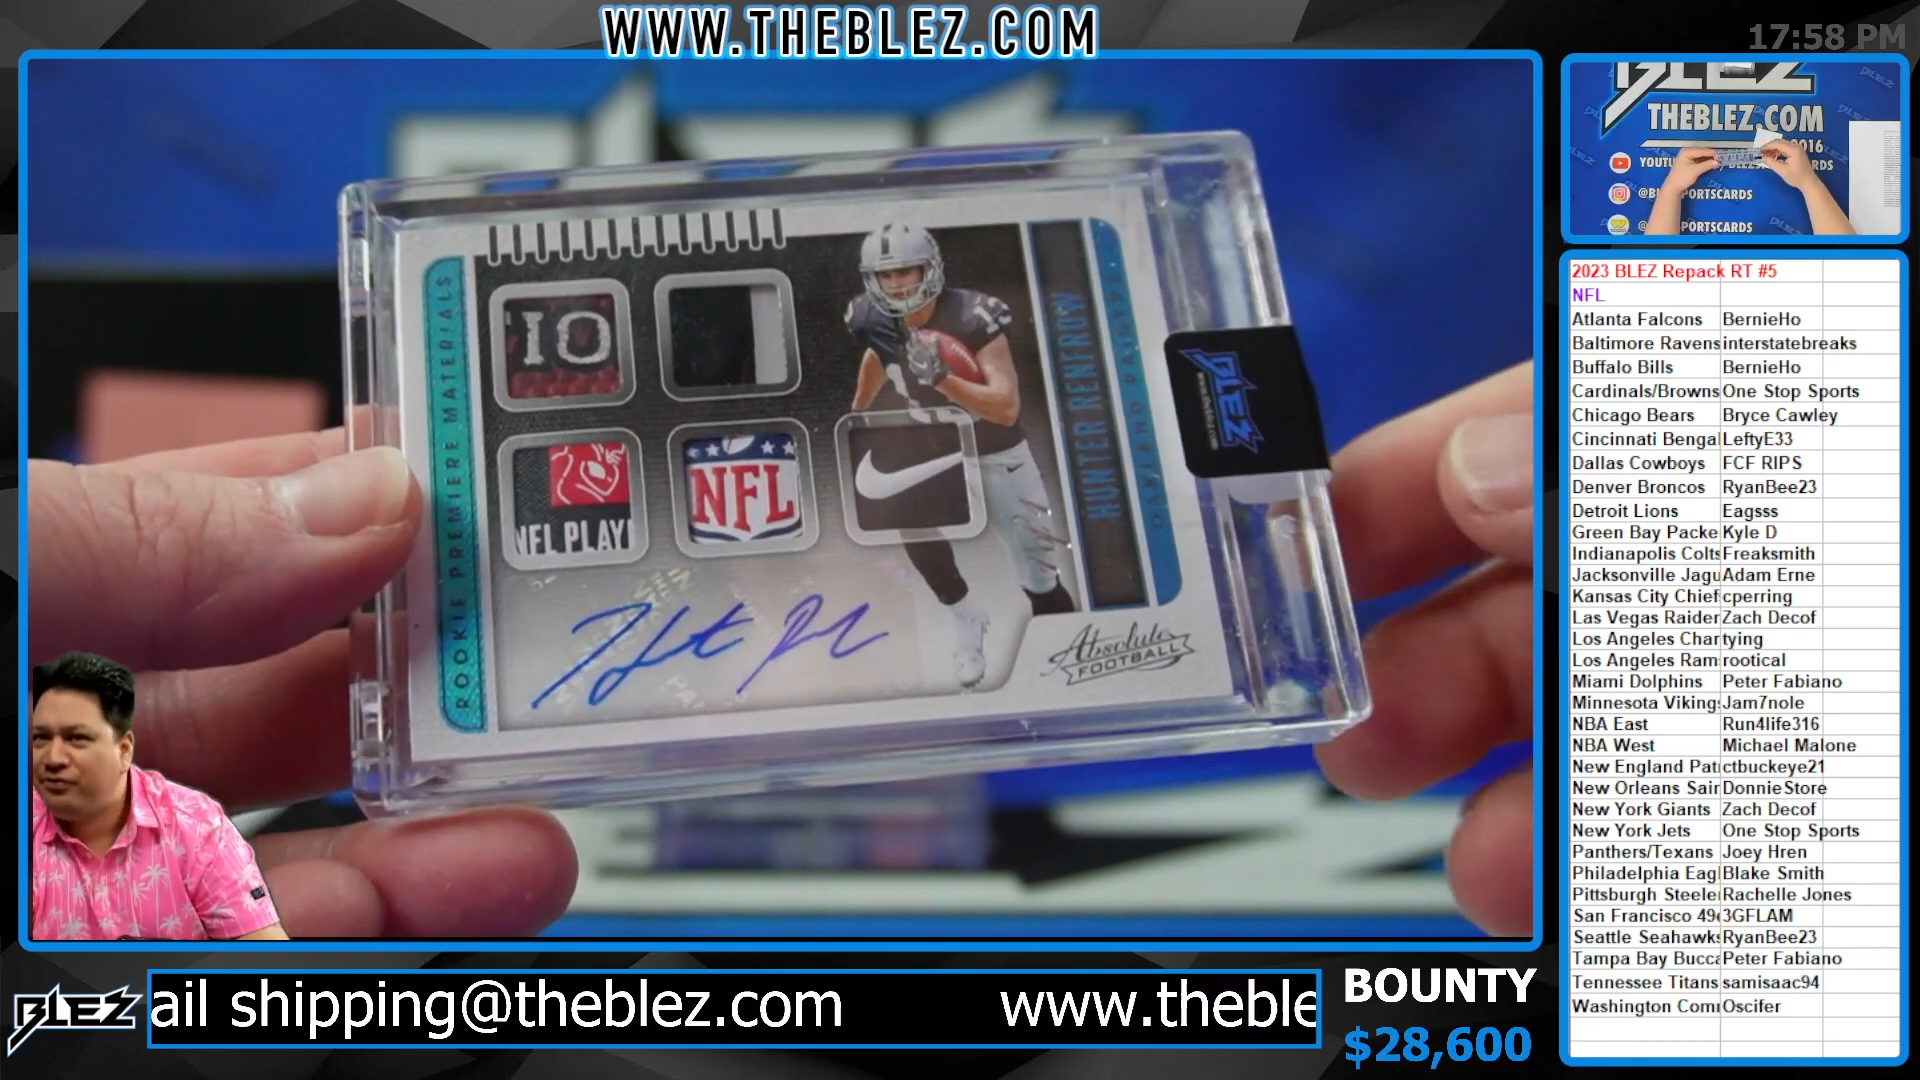 WWW.THEBLEZ.COM
17:58 PM
BLEZ
THEBLEZ.COM
ROOKIE PREMIERE MATERIALS
10
NFL PLAY
NFL
13
HUNTER RENFROW
OAKLAND RAIDERS
Absolute
FOOTBALL
BLEZ
2023 BLEZ Repack RT #5
NFL
Atlanta Falcons BernieHo
Baltimore Ravens interstatebreaks
Buffalo Bills BernieHo
Cardinals/Browns One Stop Sports
Chicago Bears Bryce Cawley
Cincinnati Bengal LeftyE33
Dallas Cowboys FCF RIPS
Denver Broncos RyanBee23
Detroit Lions Eagsss
Green Bay Packe Kyle D
Indianapolis Colts Freaksmith
Jacksonville Jagu Adam Erne
Kansas City Chief cperring
Las Vegas Raider Zach Decof
Los Angeles Char tying
Los Angeles Ram rootical
Miami Dolphins Peter Fabiano
Minnesota Viking Jam7nole
NBA East Run4life316
NBA West Michael Malone
New England Pat ctbuckeye21
New Orleans Sain DonnieStore
New York Giants Zach Decof
New York Jets One Stop Sports
Panthers/Texans Joey Hren
Philadelphia Eagl Blake Smith
Pittsburgh Steele Rachelle Jones
San Francisco 49 3GFLAM
Seattle Seahawks RyanBee23
Tampa Bay Bucca Peter Fabiano
Tennessee Titans samisaac94
Washington Com Oscifer
BLEZ
ail shipping@theblez.com www.theble
BOUNTY
$28,600